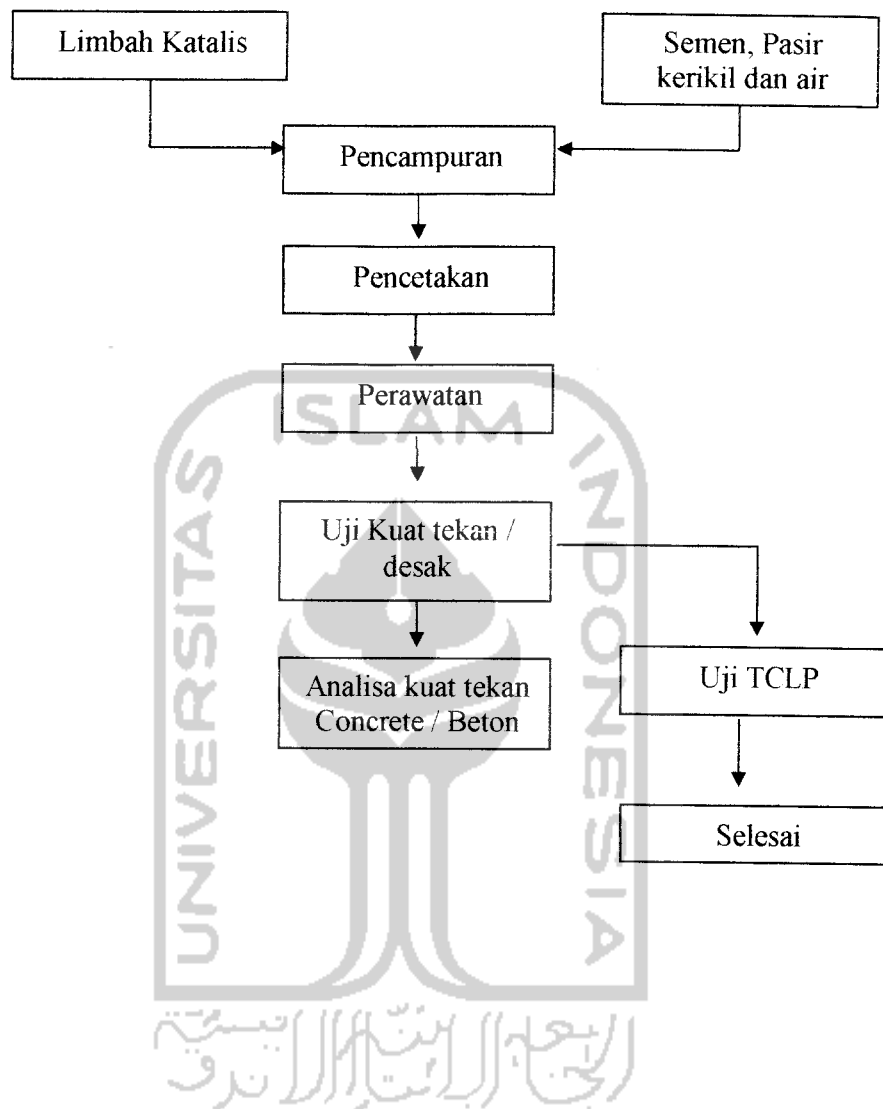 Limbah Katalis
Semen, Pasir
kerikil dan air
Pencampuran
Pencetakan
Perawatan
Uji Kuat tekan /
desak
Analisa kuat tekan
Concrete / Beton
Uji TCLP
Selesai
UNIVERSITAS
ISLAM
INDONESIA